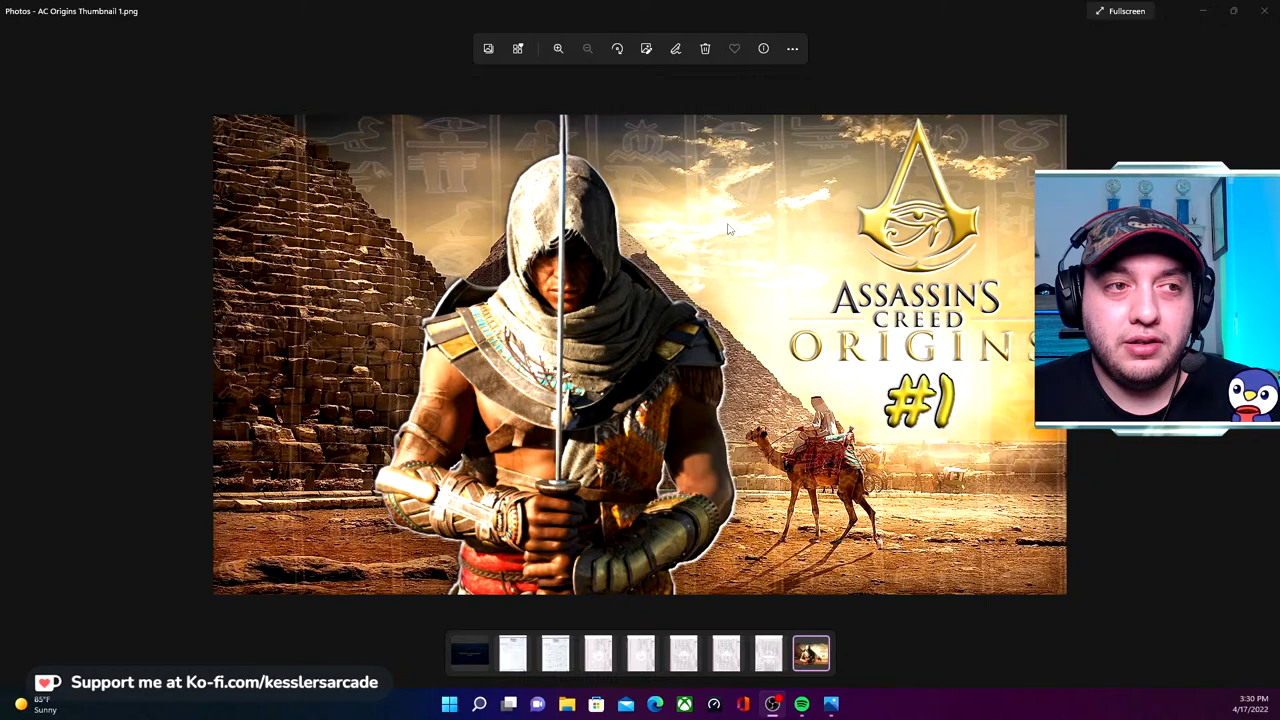 Photos - AC Origins Thumbnail 1.png
Fullscreen
ASSASSIN'S
CREED
ORIGINS
#1
Support me at Ko-fi.com/kesslersarcade
65°F
Sunny
3:30 PM
4/17/2022